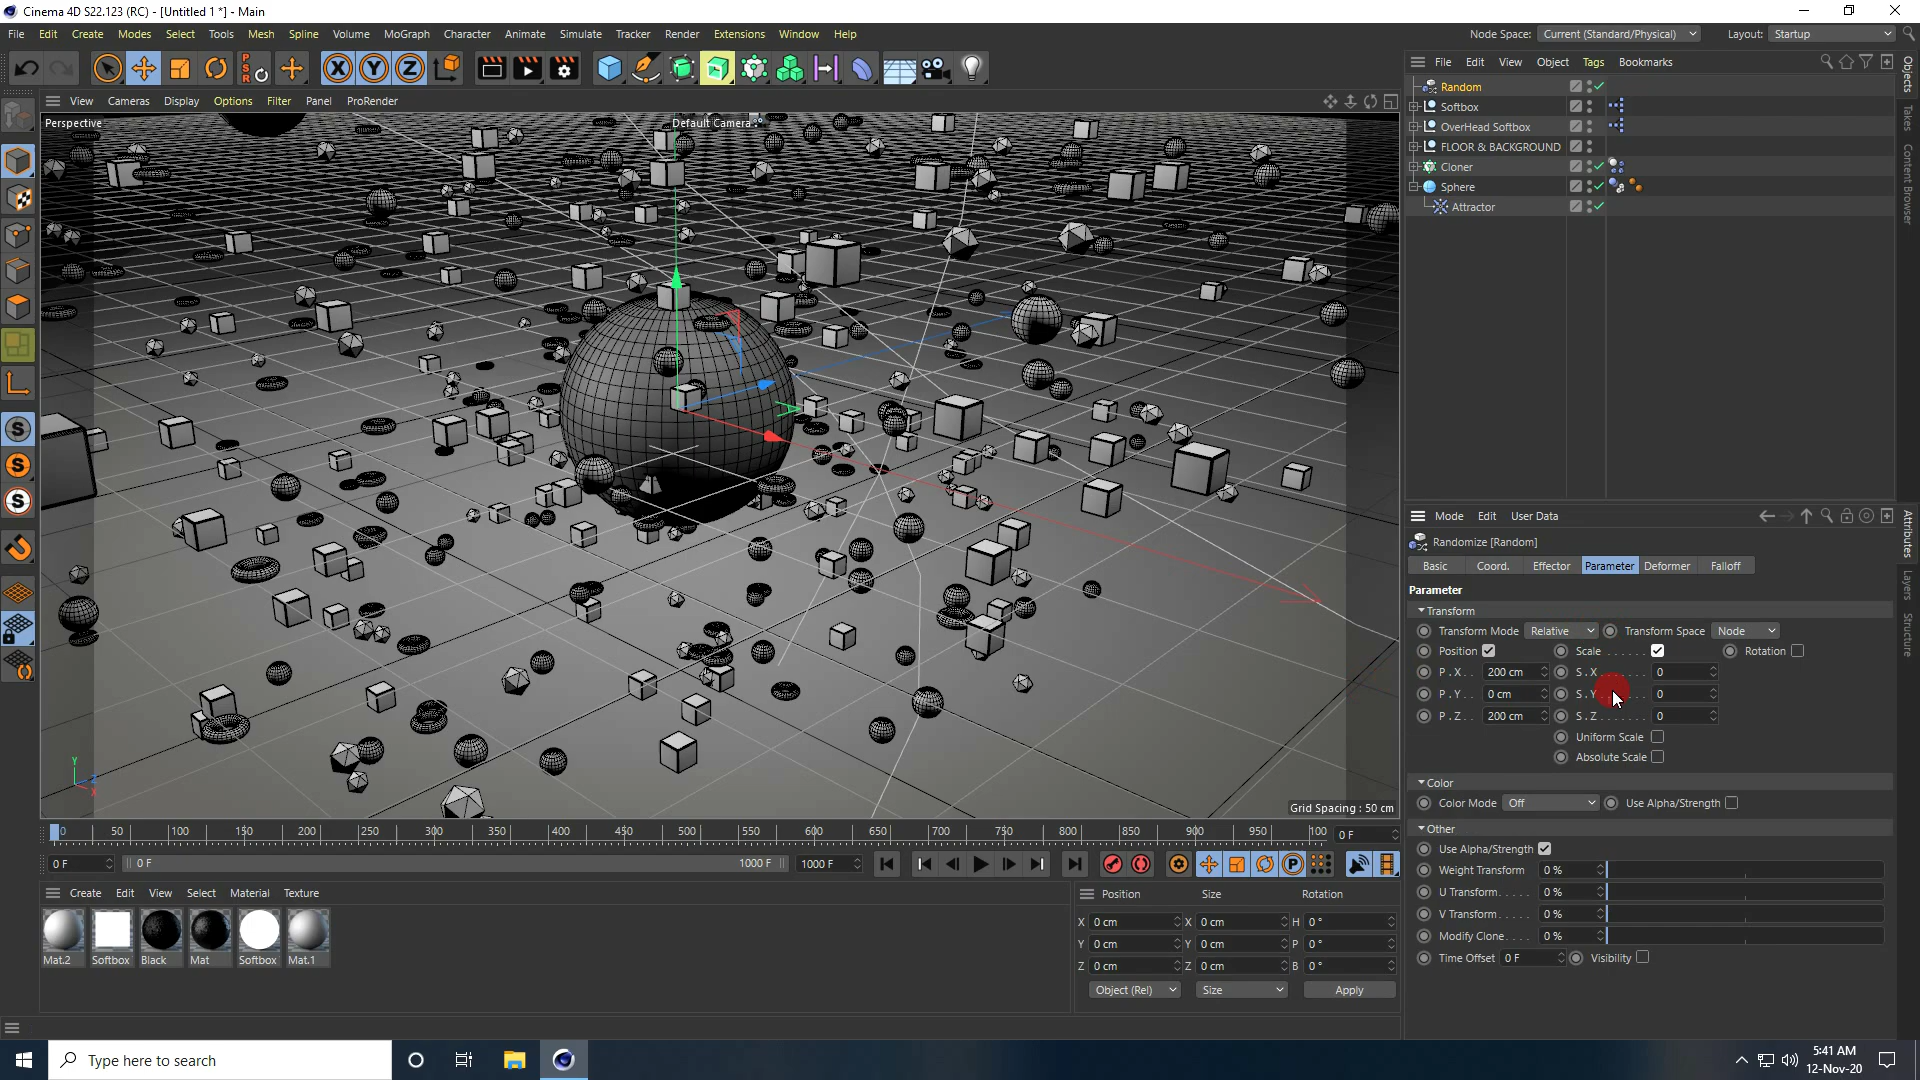 Cinema 4D S22.123 (RC) - [Untitled 1 *] - Main
File Edit Create Modes Select Tools Mesh Spline Volume MoGraph Character Animate Simulate Tracker Render Extensions Window Help
Node Space: Current (Standard/Physical) Layout: Startup
PSR
X Y Z
File Edit View Object Tags Bookmarks
View Cameras Display Options Filter Panel ProRender
Perspective
Default Camera
Grid Spacing : 50 cm
Random
Softbox
OverHead Softbox
FLOOR & BACKGROUND
Cloner
Sphere
Attractor
Objects
Takes
Content Browser
Attributes
Layers
Structure
Mode Edit User Data
Randomize [Random]
Basic Coord. Effector Parameter Deformer Falloff
Parameter
Transform
Transform Mode Relative Transform Space Node
Position Scale . . . . . . Rotation
P . X . . 200 cm S . X 0
P . Y . . 0 cm S . Y 0
P . Z . . 200 cm S . Z . . . . . . . 0
Uniform Scale
Absolute Scale
Color
Color Mode Off Use Alpha/Strength
Other
Use Alpha/Strength
Weight Transform 0 %
U Transform . . . . . 0 %
V Transform . . . . . 0 %
Modify Clone . . . . 0 %
Time Offset 0 F Visibility
0 50 100 150 200 250 300 350 400 450 500 550 600 650 700 750 800 850 900 950 100 0 F
0 F 0 F 1000 F 1000 F
Create Edit View Select Material Texture
Mat.2 Softbox Black Mat Softbox Mat.1
Position Size Rotation
X 0 cm X 0 cm H 0 °
Y 0 cm Y 0 cm P 0 °
Z 0 cm Z 0 cm B 0 °
Object (Rel) Size Apply
Type here to search
5:41 AM
12-Nov-20